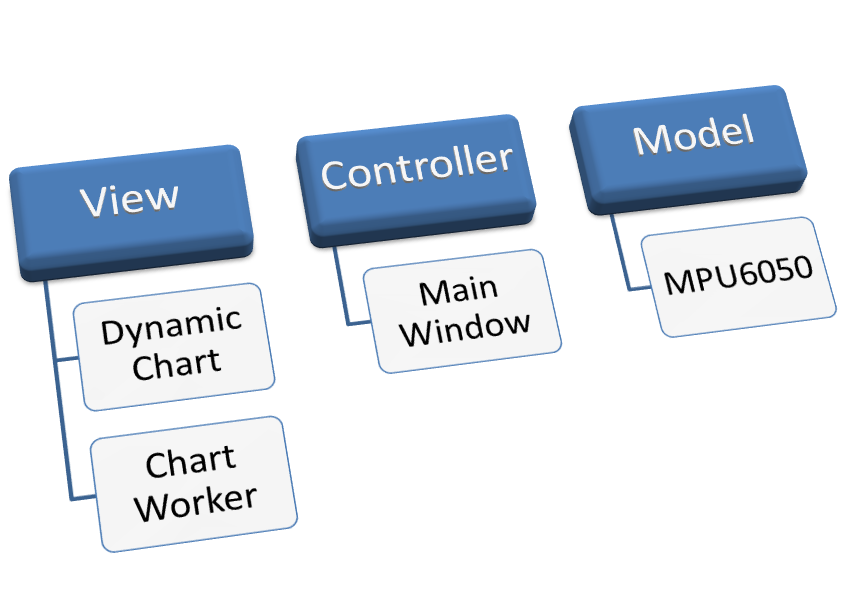 View
Dynamic
Chart
Chart
Worker
Controller
Main
Window
Model
MPU6050